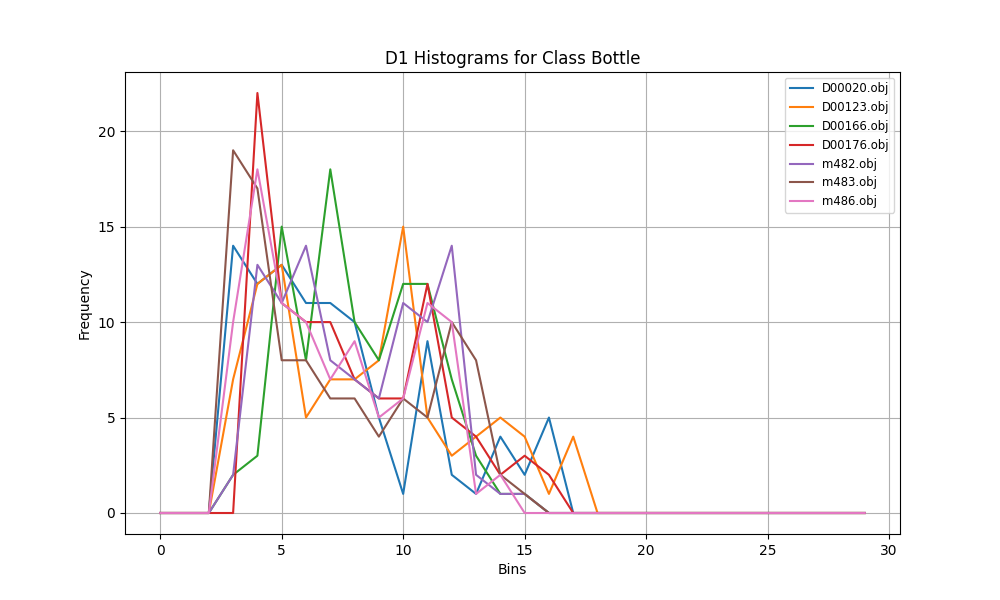 D1 Histograms for Class Bottle
D00020.obj
D00123.obj
D00166.obj
D00176.obj
m482.obj
m483.obj
m486.obj
Frequency
20
15
10
5
0
0 5 10 15 20 25 30
Bins